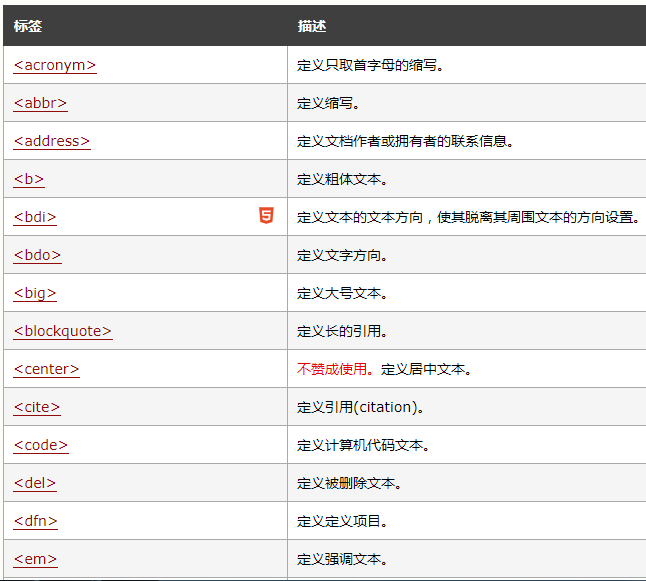 标签 描述
<acronym> 定义只取首字母的缩写。
<abbr> 定义缩写。
<address> 定义文档作者或拥有者的联系信息。
<b> 定义粗体文本。
<bdi> 5 定义文本的文本方向，使其脱离其周围文本的方向设置。
<bdo> 定义文字方向。
<big> 定义大号文本。
<blockquote> 定义长的引用。
<center> 不赞成使用。定义居中文本。
<cite> 定义引用(citation)。
<code> 定义计算机代码文本。
<del> 定义被删除文本。
<dfn> 定义定义项目。
<em> 定义强调文本。